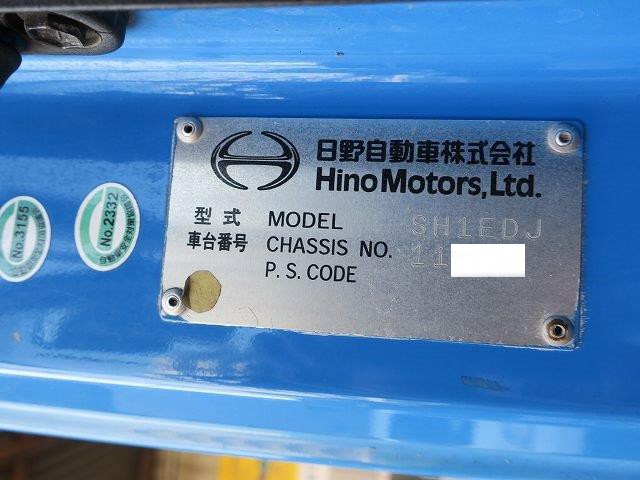 日野自動車株式会社
Hino Motors, Ltd.
型式 MODEL SH1EDJ
車台番号 CHASSIS NO. 11
P.S. CODE
No.3155
No.2332